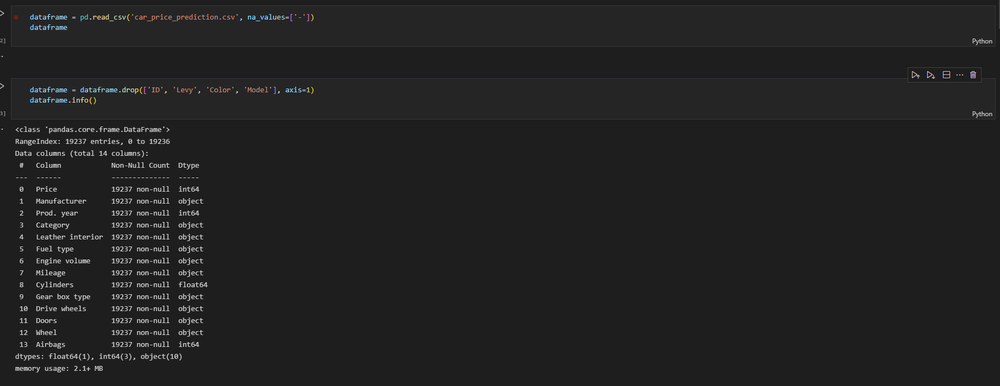 dataframe = pd.read_csv('car_price_prediction.csv', na_values=['-'])
dataframe
2]
Python
dataframe = dataframe.drop(['ID', 'Levy', 'Color', 'Model'], axis=1)
dataframe.info()
3]
Python
<class 'pandas.core.frame.DataFrame'>
RangeIndex: 19237 entries, 0 to 19236
Data columns (total 14 columns):
 #   Column            Non-Null Count  Dtype
---  ------            --------------  -----
 0   Price             19237 non-null  int64
 1   Manufacturer      19237 non-null  object
 2   Prod. year        19237 non-null  int64
 3   Category          19237 non-null  object
 4   Leather interior  19237 non-null  object
 5   Fuel type         19237 non-null  object
 6   Engine volume     19237 non-null  object
 7   Mileage           19237 non-null  object
 8   Cylinders         19237 non-null  float64
 9   Gear box type     19237 non-null  object
 10  Drive wheels      19237 non-null  object
 11  Doors             19237 non-null  object
 12  Wheel             19237 non-null  object
 13  Airbags           19237 non-null  int64
dtypes: float64(1), int64(3), object(10)
memory usage: 2.1+ MB